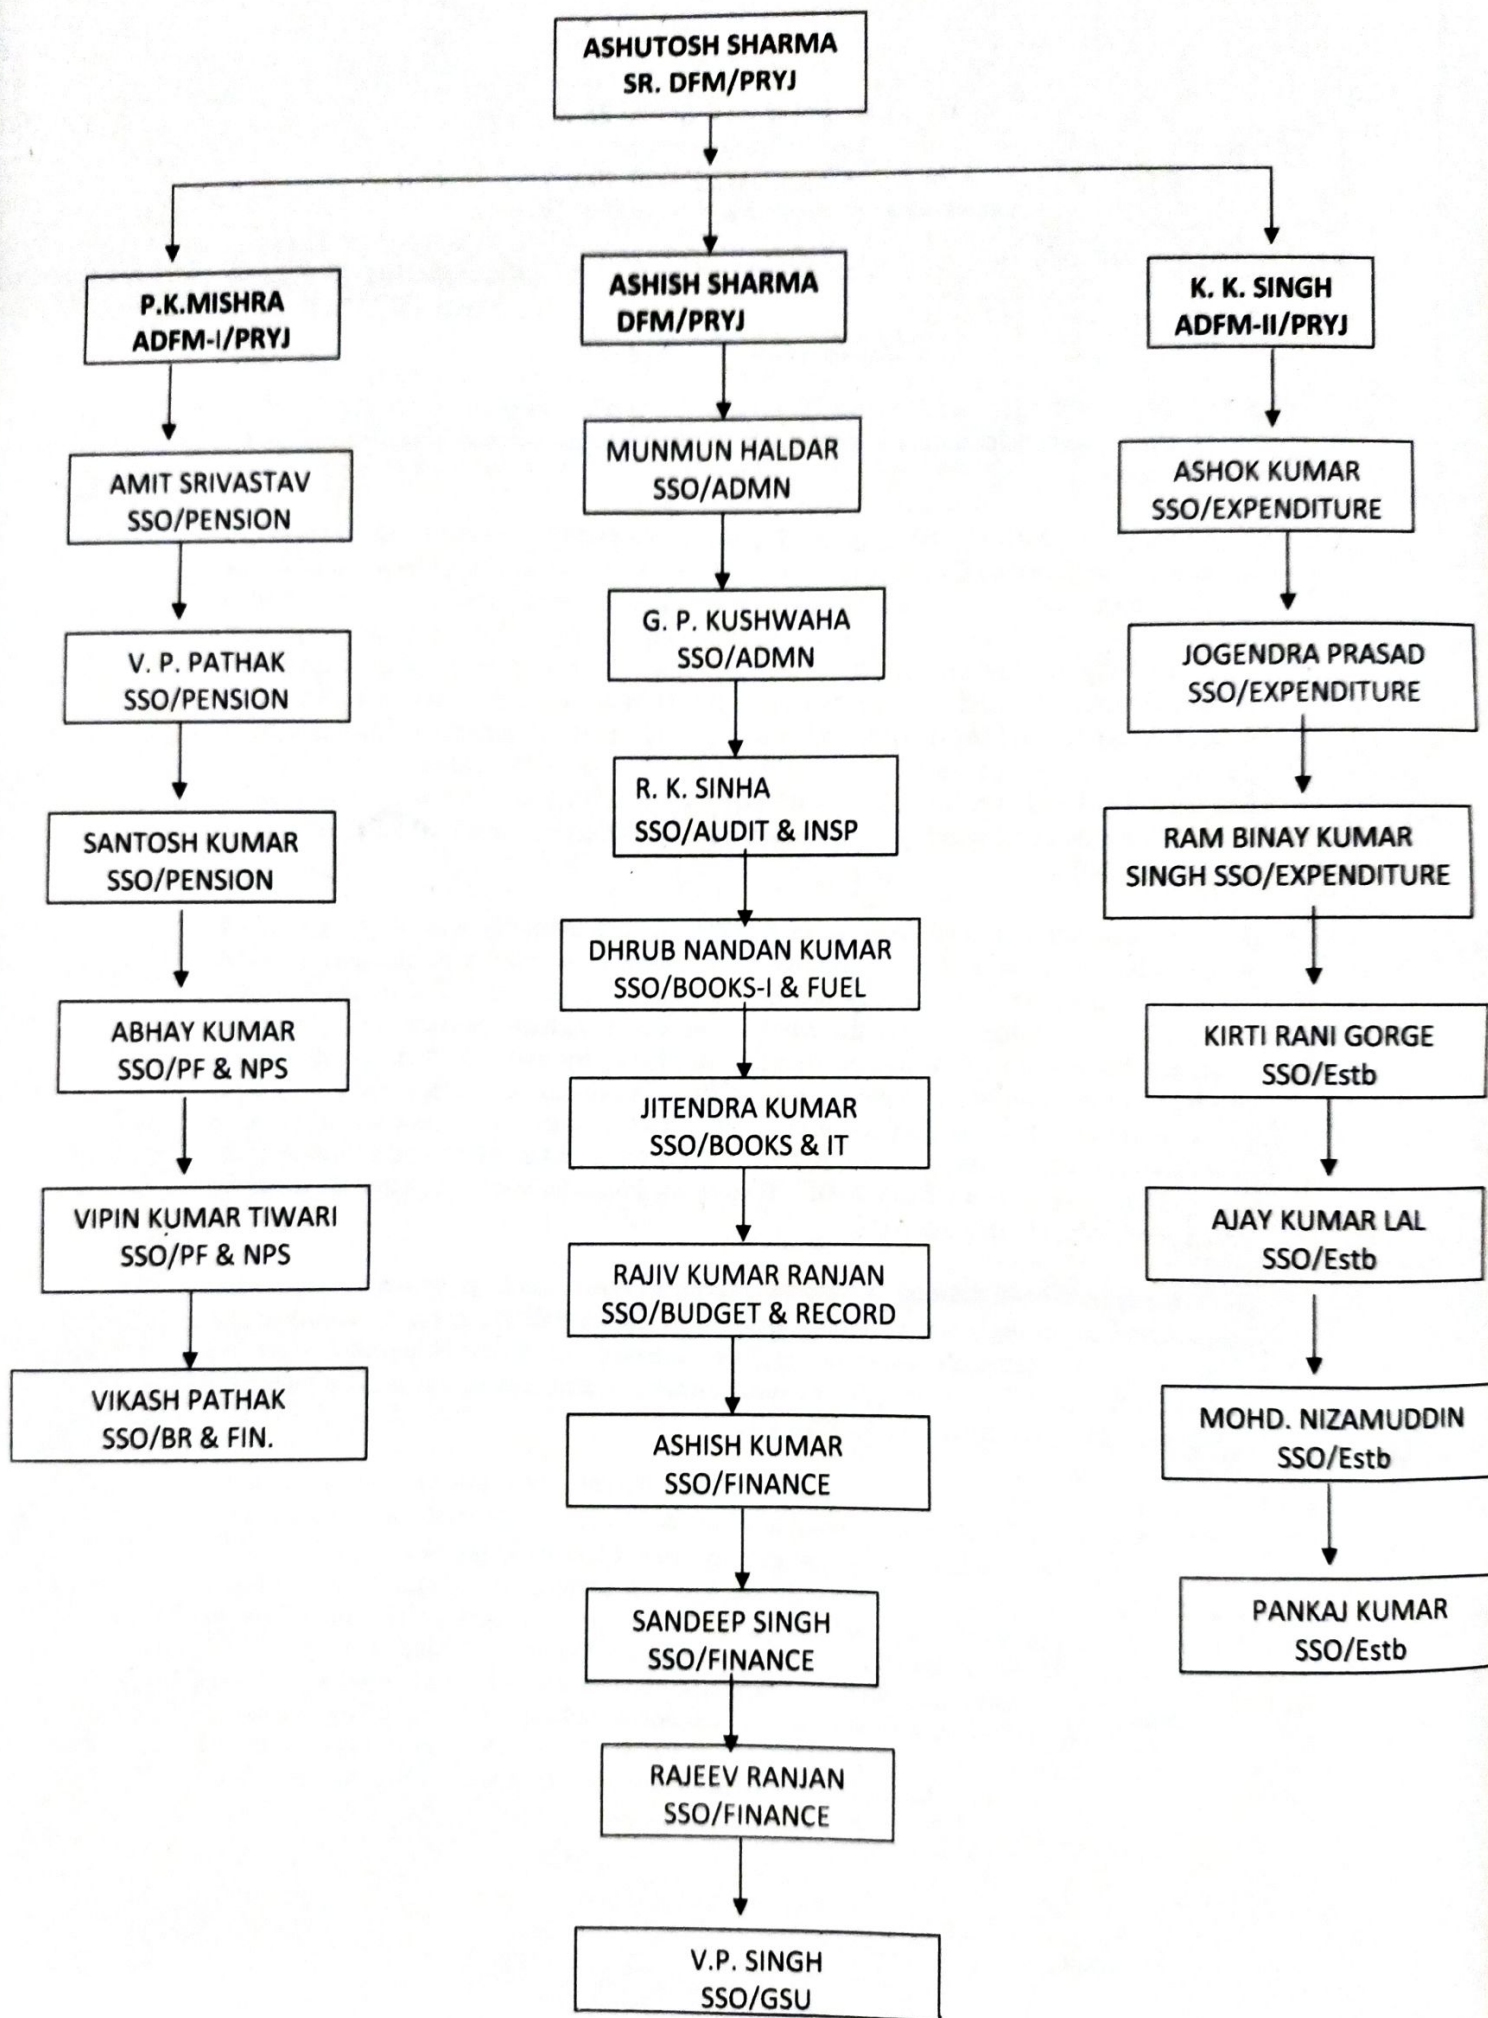 ASHUTOSH SHARMA
SR. DFM/PRYJ
P.K.MISHRA
ADFM-I/PRYJ
ASHISH SHARMA
DFM/PRYJ
K. K. SINGH
ADFM-II/PRYJ
AMIT SRIVASTAV
SSO/PENSION
V. P. PATHAK
SSO/PENSION
SANTOSH KUMAR
SSO/PENSION
ABHAY KUMAR
SSO/PF & NPS
VIPIN KUMAR TIWARI
SSO/PF & NPS
VIKASH PATHAK
SSO/BR & FIN.
MUNMUN HALDAR
SSO/ADMN
G. P. KUSHWAHA
SSO/ADMN
R. K. SINHA
SSO/AUDIT & INSP
DHRUB NANDAN KUMAR
SSO/BOOKS-I & FUEL
JITENDRA KUMAR
SSO/BOOKS & IT
RAJIV KUMAR RANJAN
SSO/BUDGET & RECORD
ASHISH KUMAR
SSO/FINANCE
SANDEEP SINGH
SSO/FINANCE
RAJEEV RANJAN
SSO/FINANCE
V.P. SINGH
SSO/GSU
ASHOK KUMAR
SSO/EXPENDITURE
JOGENDRA PRASAD
SSO/EXPENDITURE
RAM BINAY KUMAR
SINGH SSO/EXPENDITURE
KIRTI RANI GORGE
SSO/Estb
AJAY KUMAR LAL
SSO/Estb
MOHD. NIZAMUDDIN
SSO/Estb
PANKAJ KUMAR
SSO/Estb